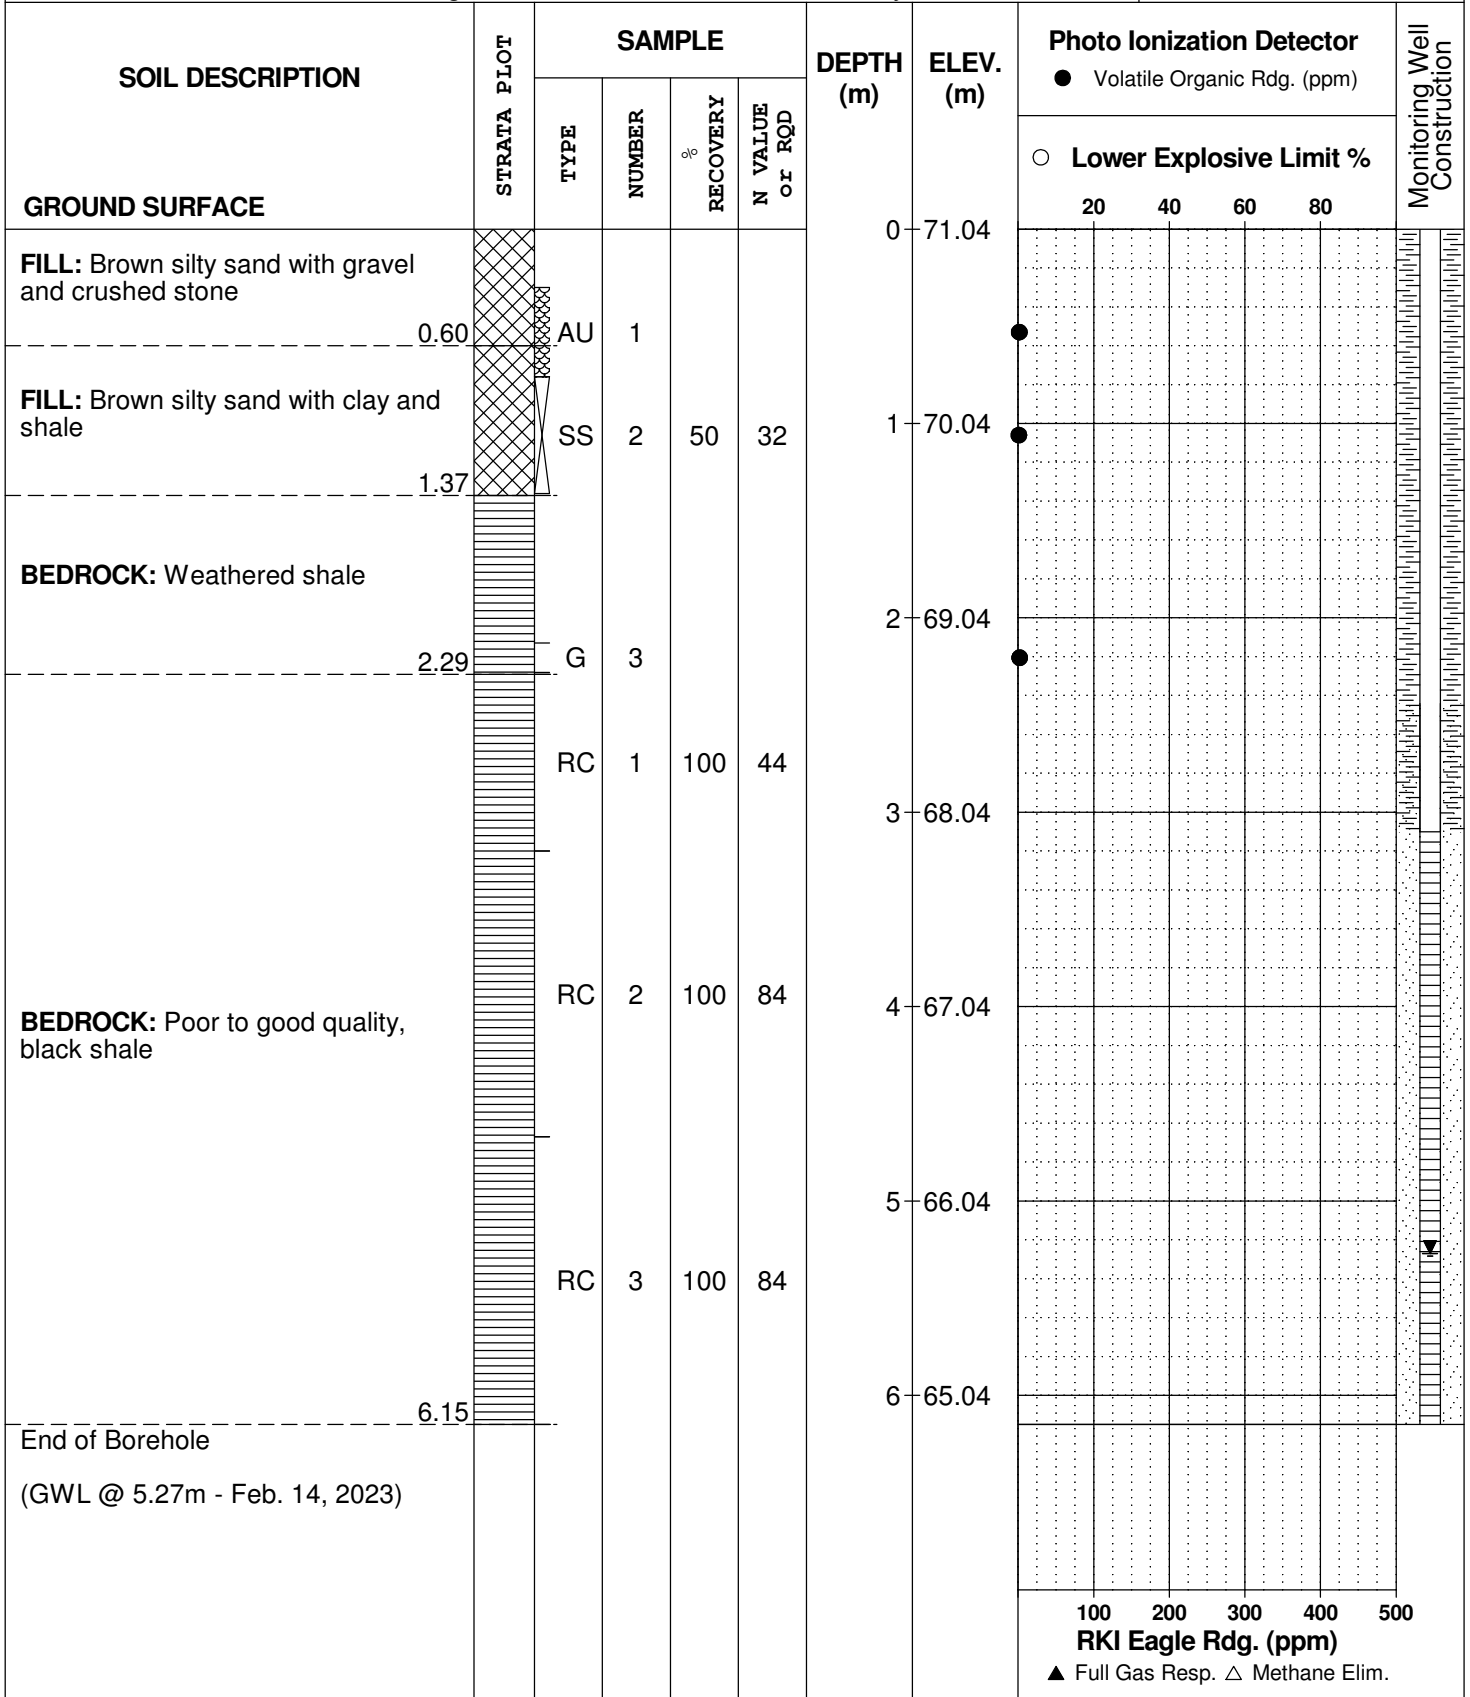 SOIL DESCRIPTION
GROUND SURFACE
STRATA PLOT
SAMPLE
TYPE
NUMBER
%
RECOVERY
N VALUE
or RQD
DEPTH
(m)
ELEV.
(m)
Photo Ionization Detector
● Volatile Organic Rdg. (ppm)
○ Lower Explosive Limit %
20 40 60 80
Monitoring Well
Construction
0 71.04
FILL: Brown silty sand with gravel
and crushed stone
0.60
AU 1
FILL: Brown silty sand with clay and
shale
1 70.04
SS 2 50 32
1.37
BEDROCK: Weathered shale
2 69.04
2.29
G 3
RC 1 100 44
3 68.04
RC 2 100 84
4 67.04
BEDROCK: Poor to good quality,
black shale
5 66.04
RC 3 100 84
6 65.04
6.15
End of Borehole
(GWL @ 5.27m - Feb. 14, 2023)
100 200 300 400 500
RKI Eagle Rdg. (ppm)
▲ Full Gas Resp. △ Methane Elim.